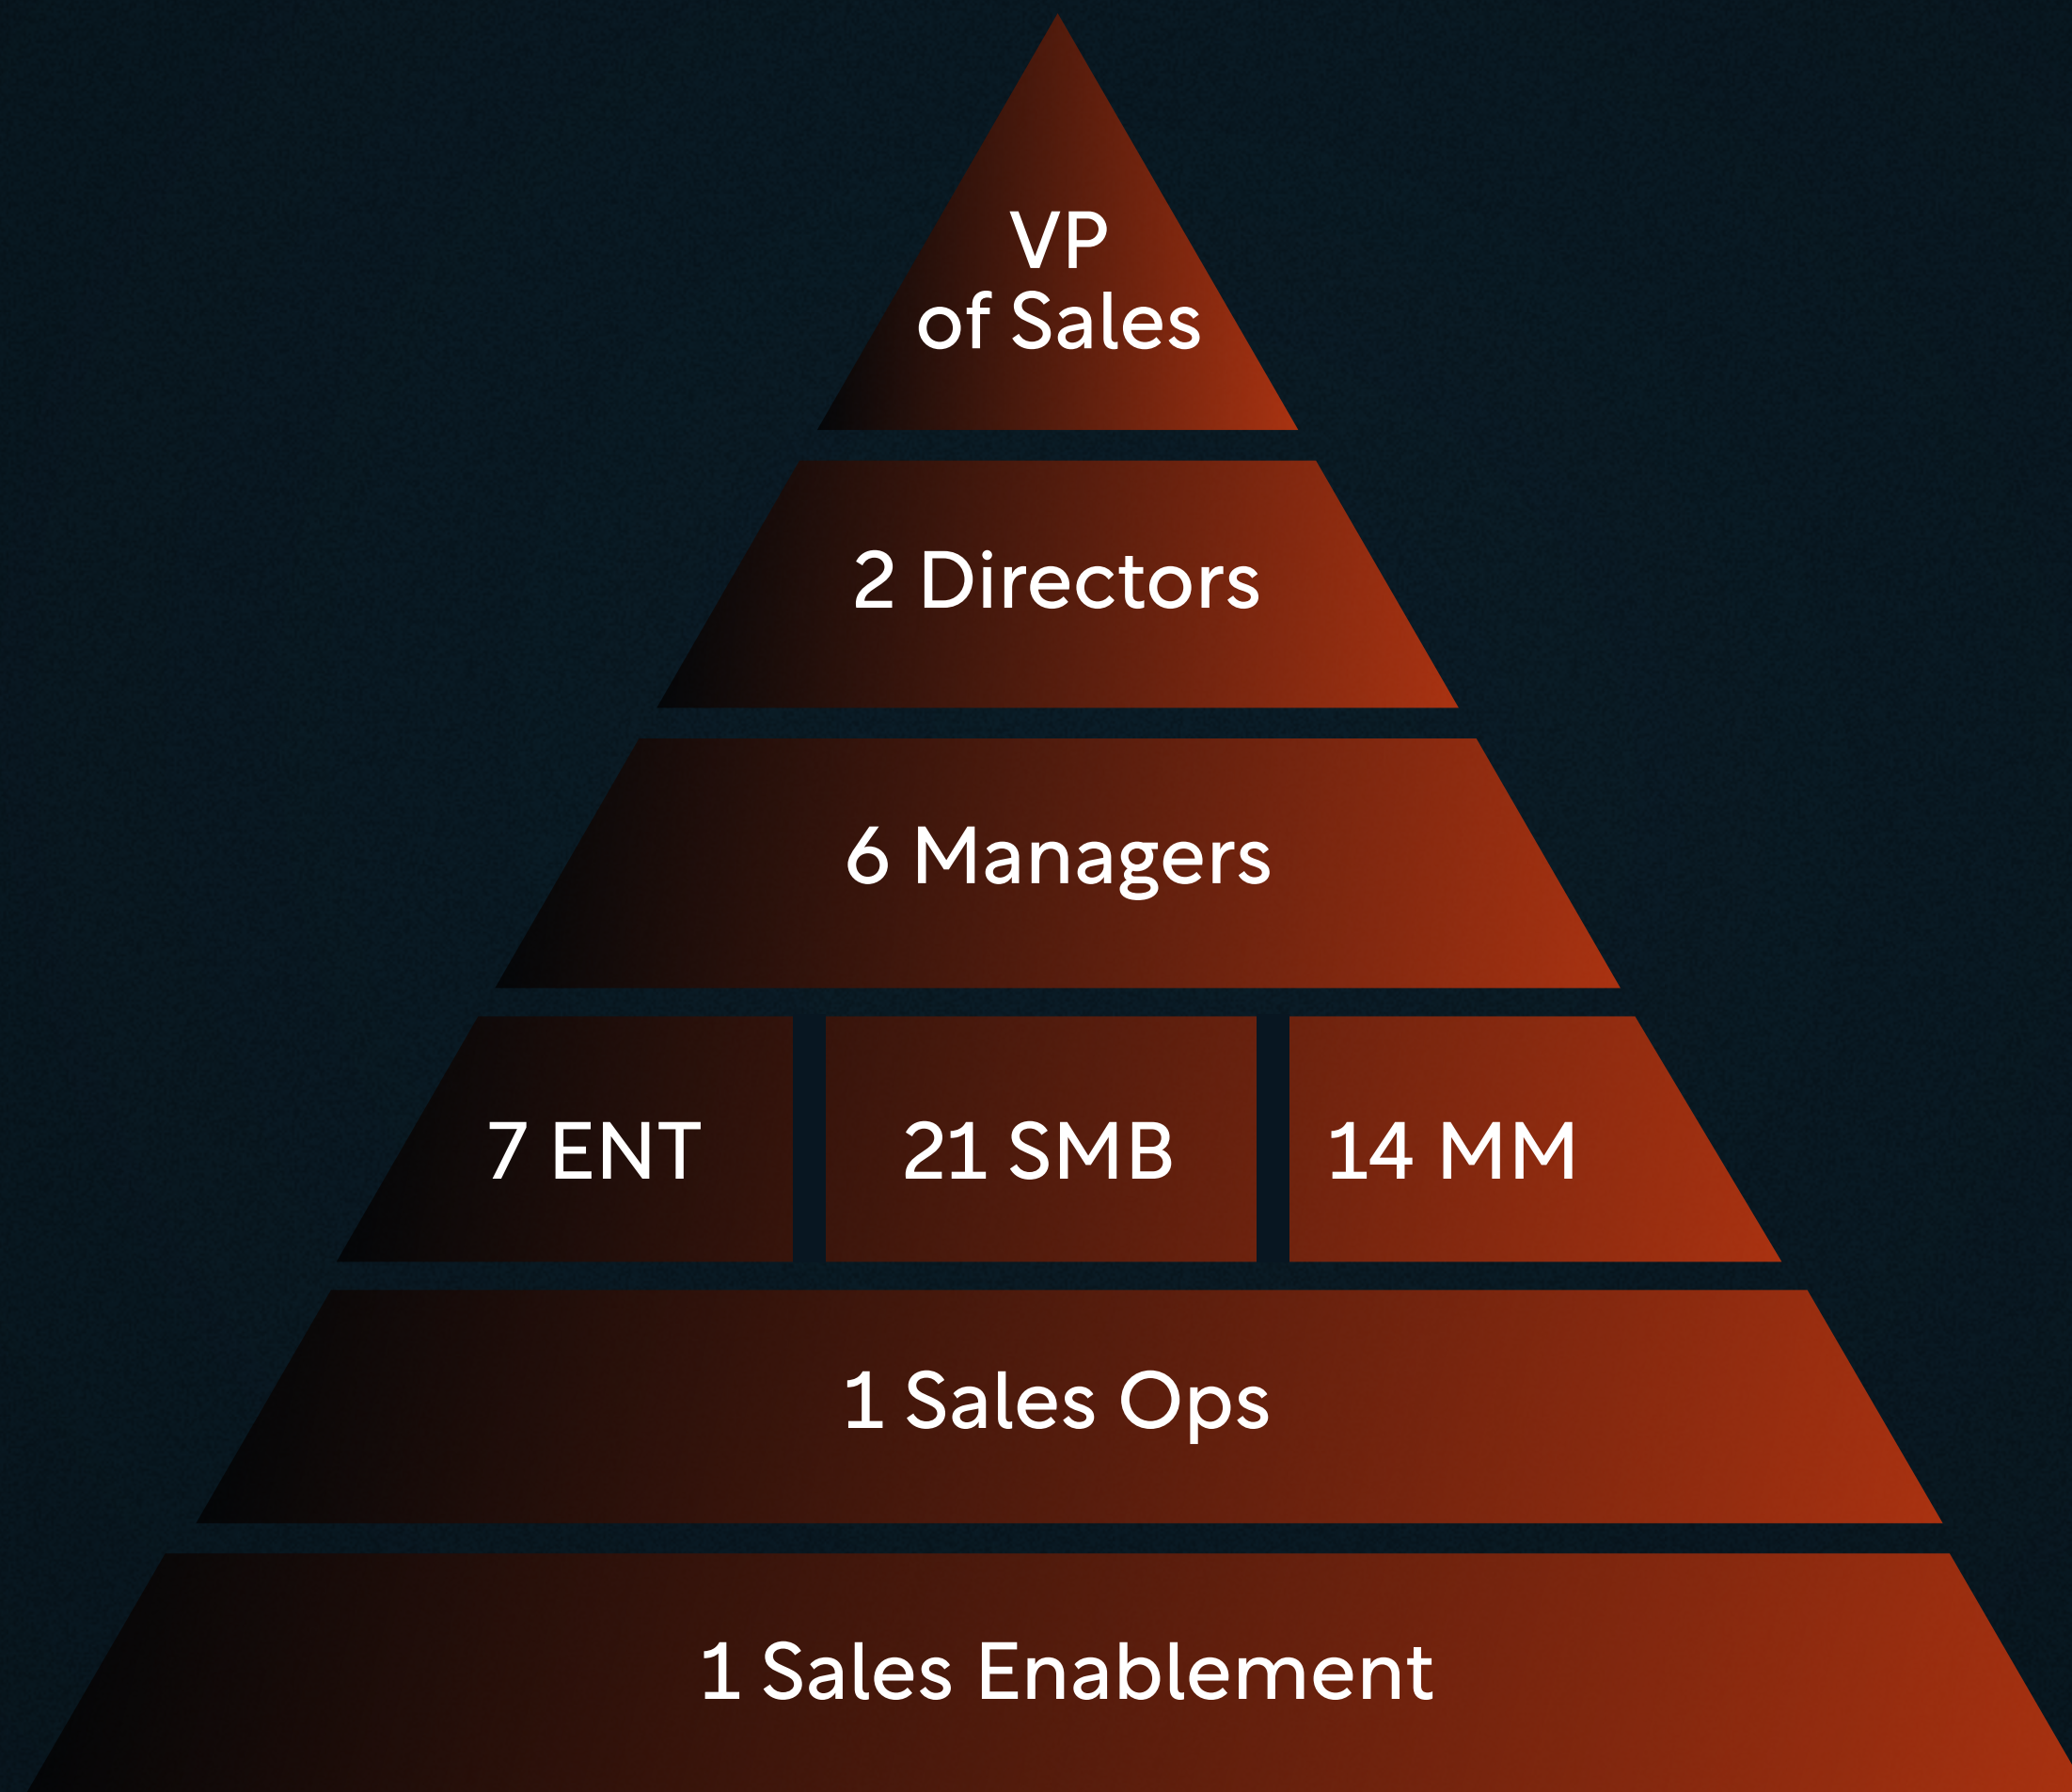 VP
of Sales
2 Directors
6 Managers
7 ENT
21 SMB
14 MM
1 Sales Ops
1 Sales Enablement